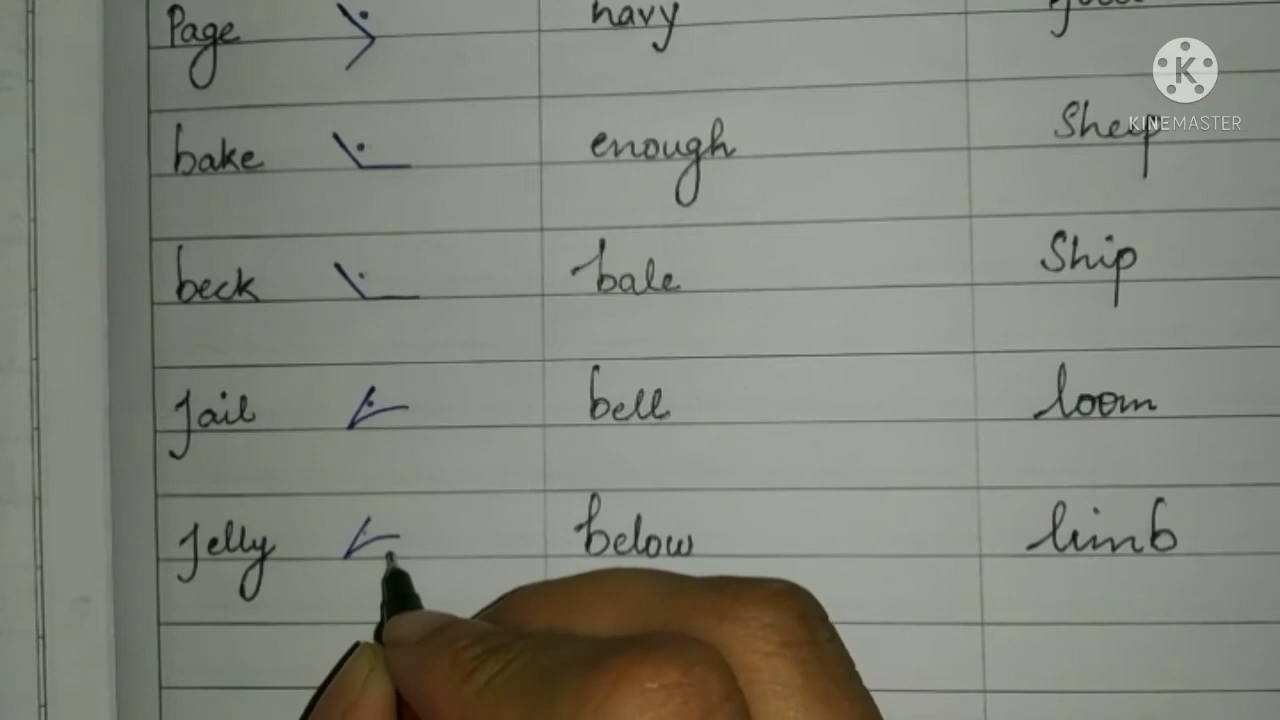 Page navy
KINEMASTER
bake enough Sheep
beck bale Ship
Jail bell loom
Jelly below limb